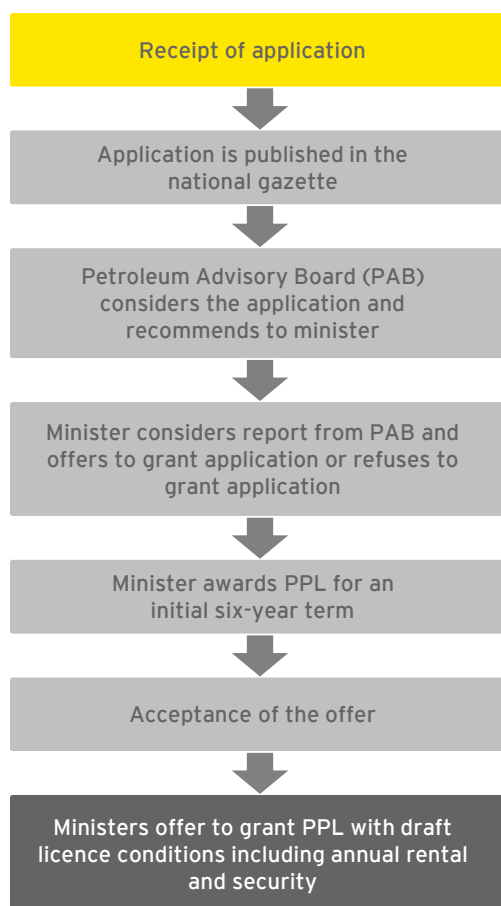 Receipt of application
Application is published in the
national gazette
Petroleum Advisory Board (PAB)
considers the application and
recommends to minister
Minister considers report from PAB and
offers to grant application or refuses to
grant application
Minister awards PPL for an
initial six-year term
Acceptance of the offer
Ministers offer to grant PPL with draft
licence conditions including annual rental
and security